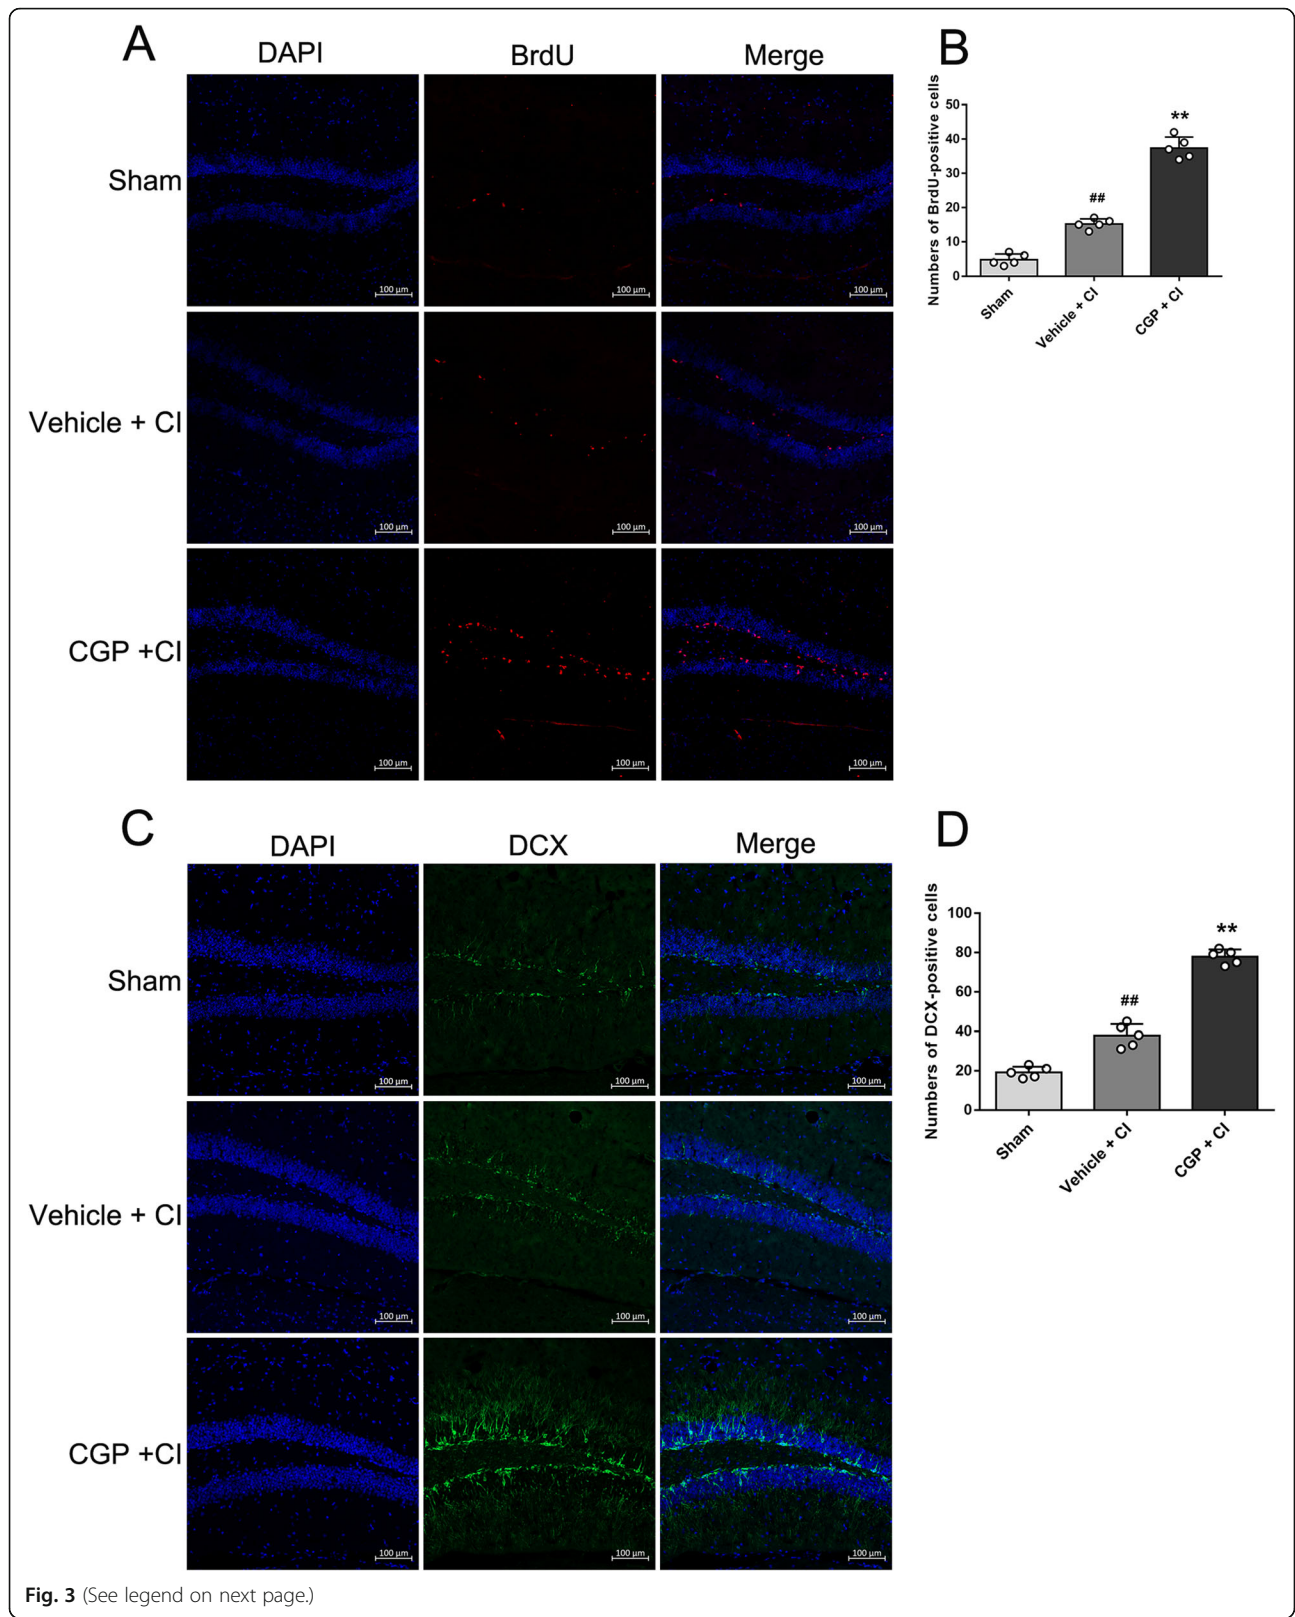 A
DAPI
BrdU
Merge
Sham
100 µm
100 µm
100 µm
Vehicle + CI
100 µm
100 µm
100 µm
CGP +CI
100 µm
100 µm
100 µm
B
Numbers of BrdU-positive cells
50
40
30
20
10
0
##
**
Sham
Vehicle + CI
CGP + CI
C
DAPI
DCX
Merge
Sham
100 µm
100 µm
100 µm
Vehicle + CI
100 µm
100 µm
100 µm
CGP +CI
100 µm
100 µm
100 µm
D
Numbers of DCX-positive cells
100
80
60
40
20
0
##
**
Sham
Vehicle + CI
CGP + CI
Fig. 3 (See legend on next page.)